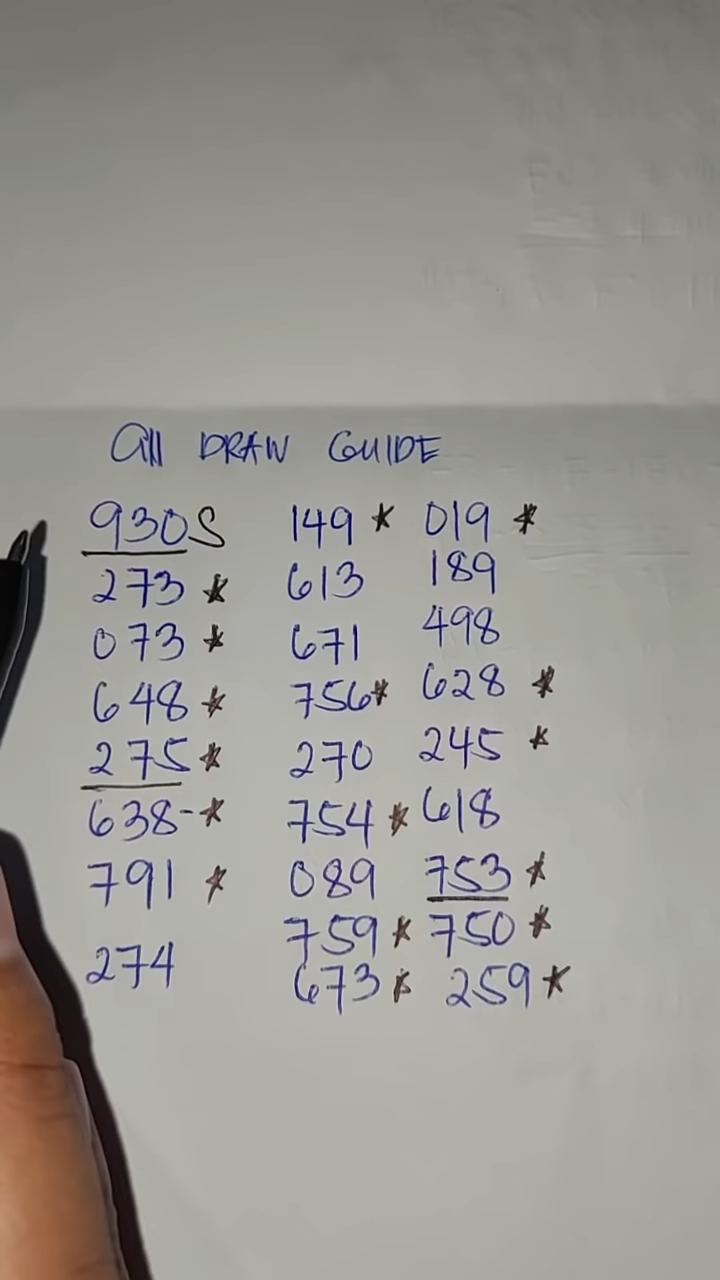 all DRAW GUIDE
930S 149 * 019 *
273 * 613 189
073 * 671 498
648 * 756* 628 *
275 * 270 245 *
638-* 754 * 618
791 * 089 753 *
274 759 * 750 *
673 * 259 *